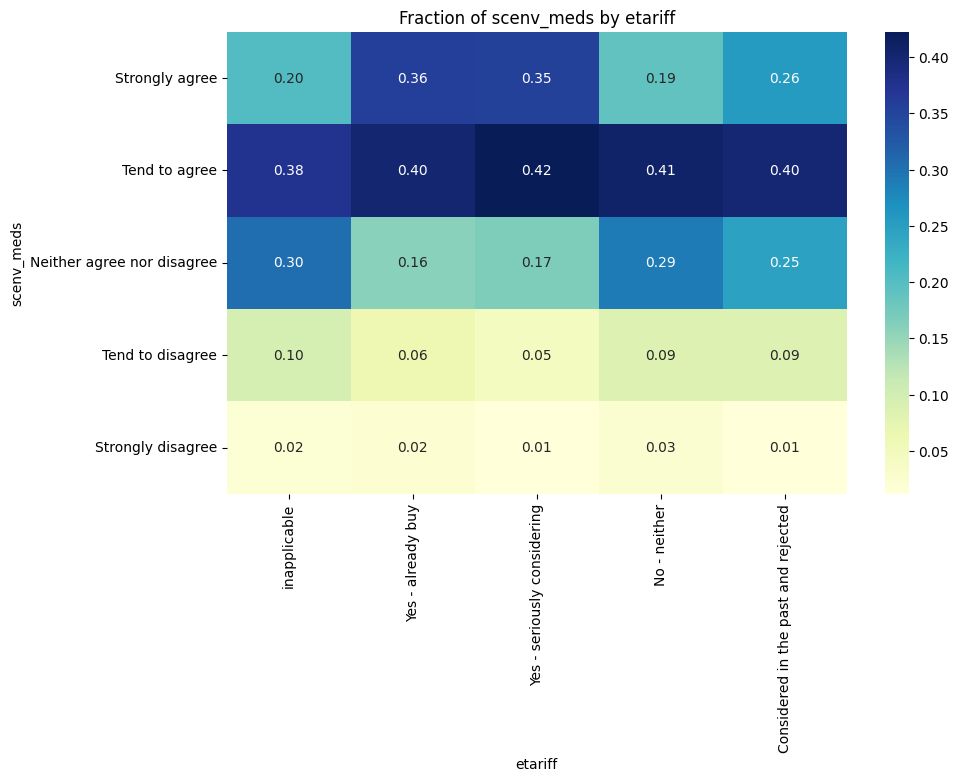 Fraction of scenv_meds by etariff
scenv_meds
Strongly agree 0.20 0.36 0.35 0.19 0.26
Tend to agree 0.38 0.40 0.42 0.41 0.40
Neither agree nor disagree 0.30 0.16 0.17 0.29 0.25
Tend to disagree 0.10 0.06 0.05 0.09 0.09
Strongly disagree 0.02 0.02 0.01 0.03 0.01
inapplicable
Yes - already buy
Yes - seriously considering
No - neither
Considered in the past and rejected
etariff
0.40
0.35
0.30
0.25
0.20
0.15
0.10
0.05